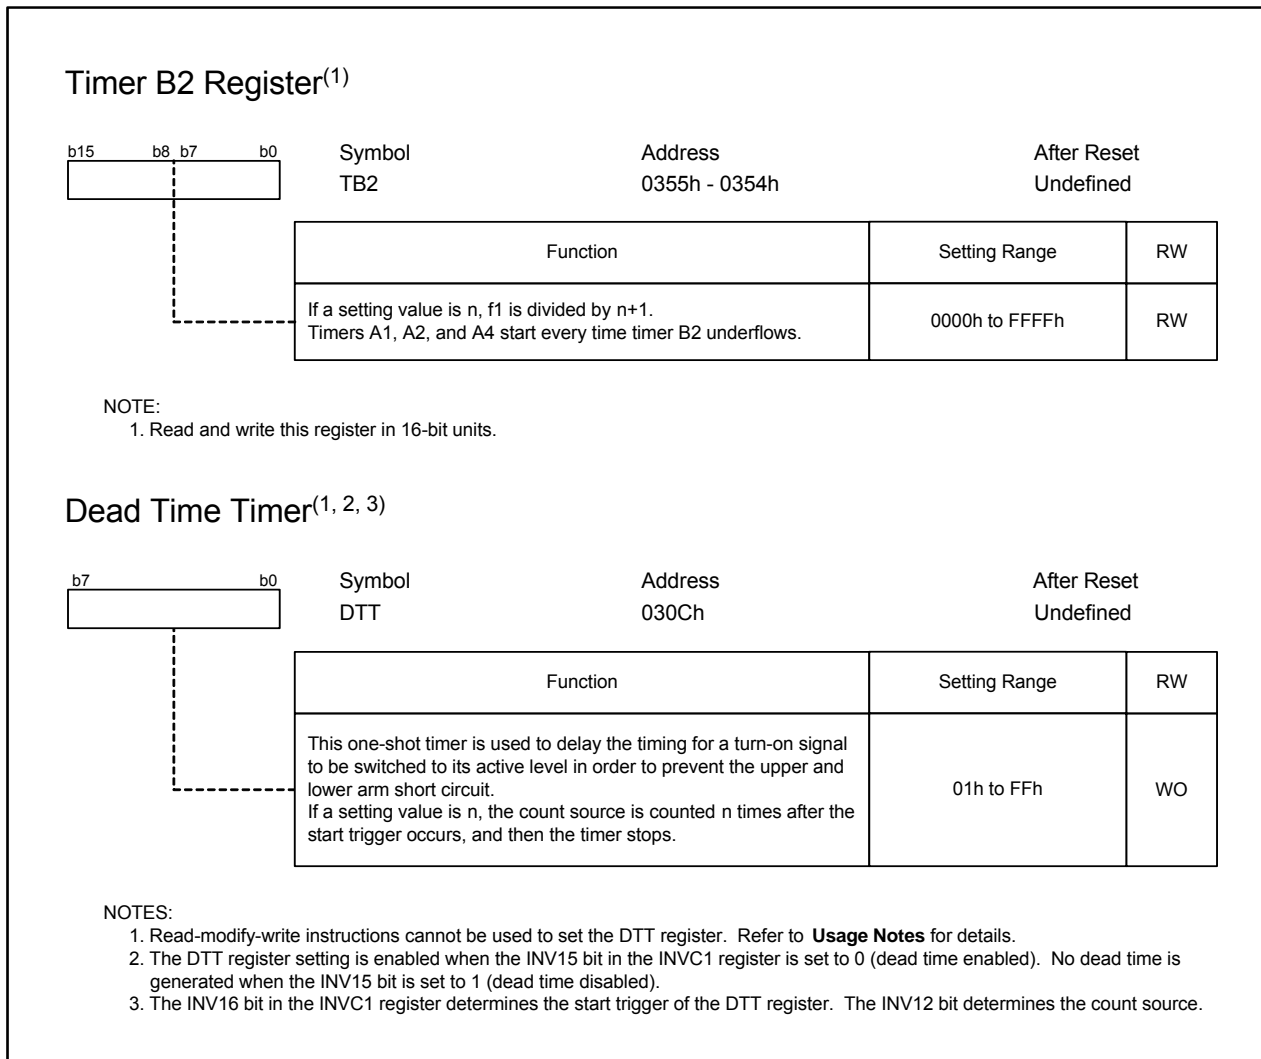 Timer B2 Register(1)
b15 b8 b7 b0
Symbol Address After Reset
TB2 0355h - 0354h Undefined
Function Setting Range RW
If a setting value is n, f1 is divided by n+1.
Timers A1, A2, and A4 start every time timer B2 underflows.
0000h to FFFFh RW
NOTE:
1. Read and write this register in 16-bit units.
Dead Time Timer(1, 2, 3)
b7 b0
Symbol Address After Reset
DTT 030Ch Undefined
Function Setting Range RW
This one-shot timer is used to delay the timing for a turn-on signal
to be switched to its active level in order to prevent the upper and
lower arm short circuit.
If a setting value is n, the count source is counted n times after the
start trigger occurs, and then the timer stops.
01h to FFh WO
NOTES:
1. Read-modify-write instructions cannot be used to set the DTT register. Refer to Usage Notes for details.
2. The DTT register setting is enabled when the INV15 bit in the INVC1 register is set to 0 (dead time enabled). No dead time is
generated when the INV15 bit is set to 1 (dead time disabled).
3. The INV16 bit in the INVC1 register determines the start trigger of the DTT register. The INV12 bit determines the count source.